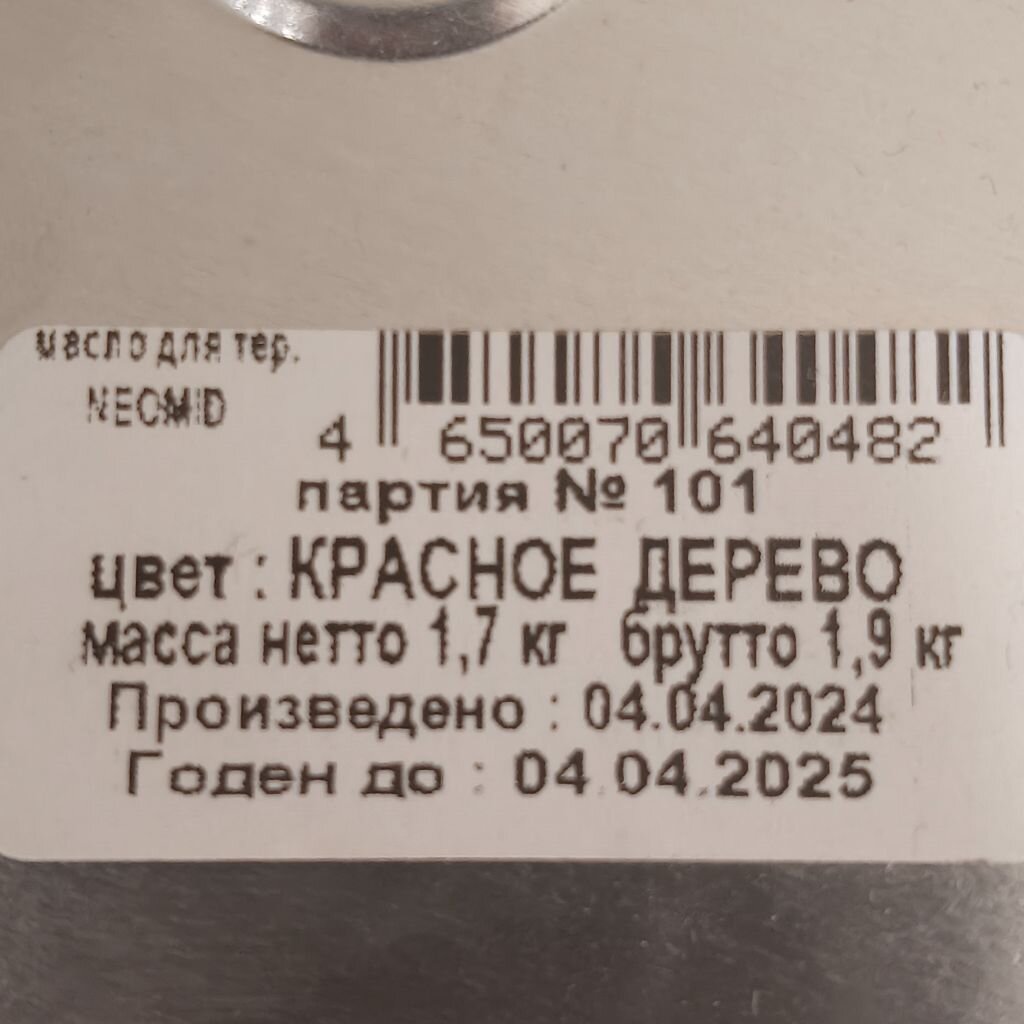 масло для тер.
NEOMID
4 650070 640482
партия № 101
цвет : КРАСНОЕ ДЕРЕВО
масса нетто 1,7 кг брутто 1,9 кг
Произведено : 04.04.2024
Годен до : 04.04.2025